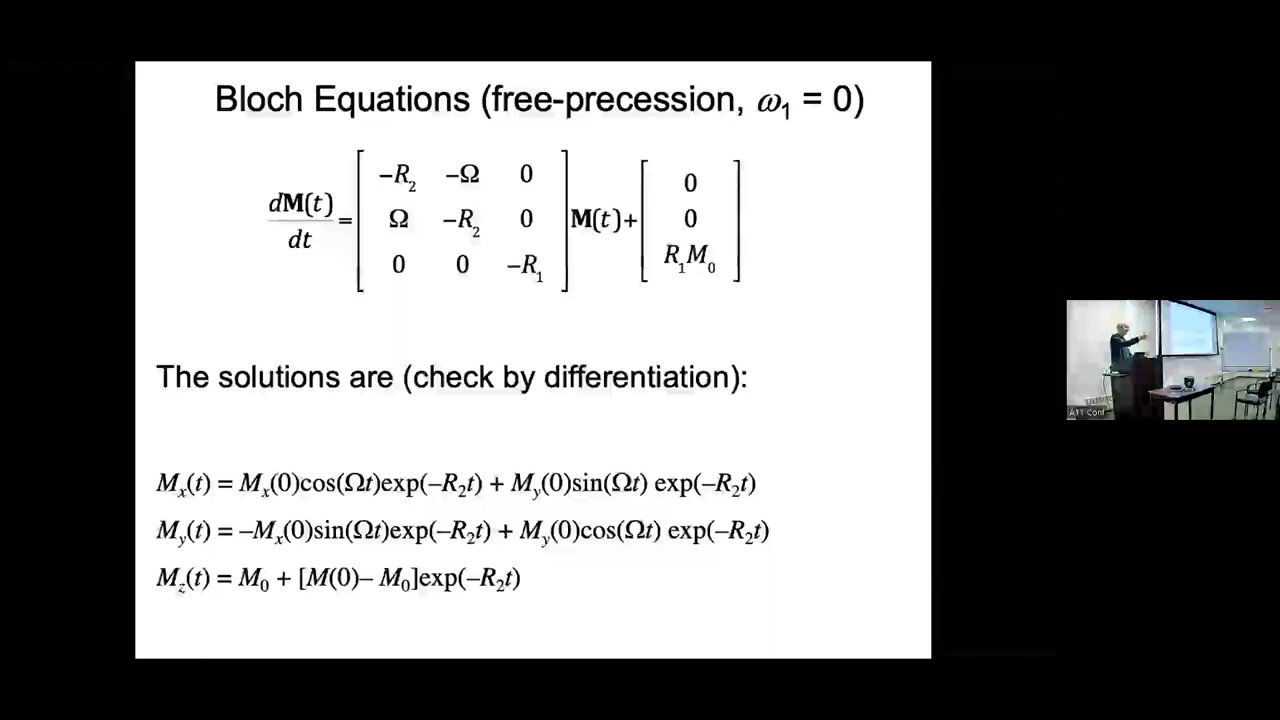 Bloch Equations (free-precession, ω₁ = 0)
dM(t)/dt = [ −R₂ −Ω 0 ; Ω −R₂ 0 ; 0 0 −R₁ ] M(t) + [ 0 ; 0 ; R₁M₀ ]
The solutions are (check by differentiation):
Mₓ(t) = Mₓ(0)cos(Ωt)exp(−R₂t) + M_y(0)sin(Ωt) exp(−R₂t)
M_y(t) = −Mₓ(0)sin(Ωt)exp(−R₂t) + M_y(0)cos(Ωt) exp(−R₂t)
M_z(t) = M₀ + [M(0)− M₀]exp(−R₂t)
A11 Conf